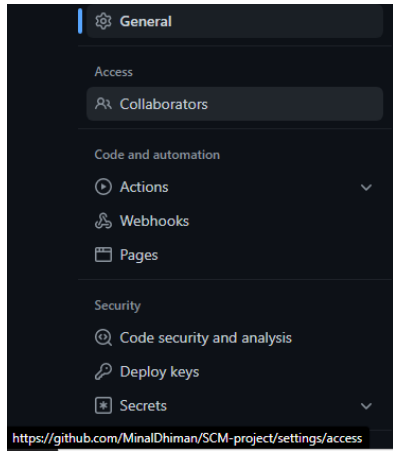 General
Access
Collaborators
Code and automation
Actions
Webhooks
Pages
Security
Code security and analysis
Deploy keys
Secrets
https://github.com/MinalDhiman/SCM-project/settings/access